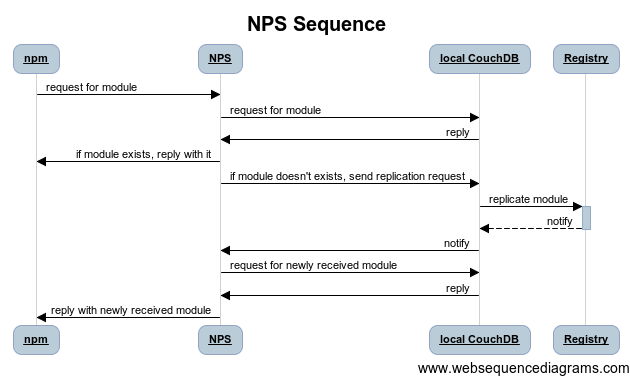 NPS Sequence
npm NPS local CouchDB Registry
request for module
request for module
reply
if module exists, reply with it
if module doesn't exists, send replication request
replicate module
notify
notify
request for newly received module
reply
reply with newly received module
npm NPS local CouchDB Registry
www.websequencediagrams.com